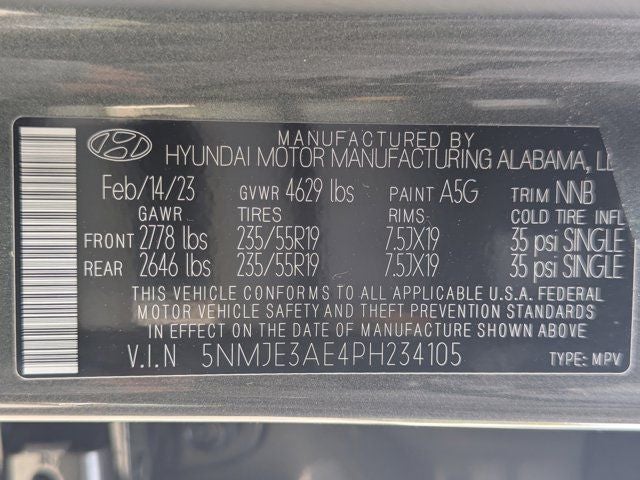 MANUFACTURED BY
HYUNDAI MOTOR MANUFACTURING ALABAMA, LL
Feb/14/23 GVWR 4629 lbs PAINT A5G TRIM NNB
GAWR TIRES RIMS COLD TIRE INFL
FRONT 2778 lbs 235/55R19 7.5JX19 35 psi SINGLE
REAR 2646 lbs 235/55R19 7.5JX19 35 psi SINGLE
THIS VEHICLE CONFORMS TO ALL APPLICABLE U.S.A. FEDERAL
MOTOR VEHICLE SAFETY AND THEFT PREVENTION STANDARDS
IN EFFECT ON THE DATE OF MANUFACTURE SHOWN ABOVE
V.I.N 5NMJE3AE4PH234105 TYPE: MPV